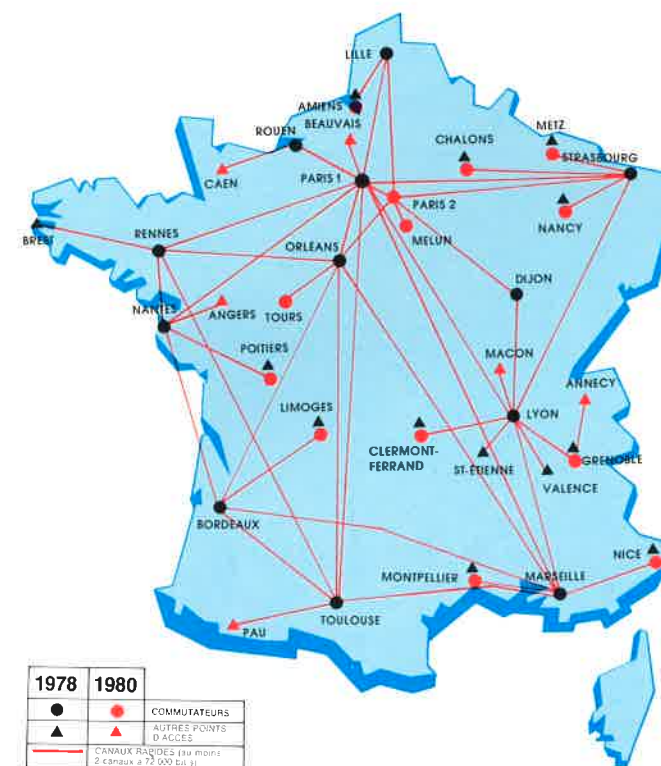 LILLE
AMIENS
BEAUVAIS
ROUEN
CHALONS
METZ
STRASBOURG
CAEN
PARIS 1
PARIS 2
NANCY
BREST
RENNES
MELUN
ORLEANS
DIJON
NANTES
ANGERS
TOURS
POITIERS
MACON
ANNECY
LIMOGES
LYON
CLERMONT-
FERRAND
ST-ÉTIENNE
GRENOBLE
VALENCE
BORDEAUX
NICE
MONTPELLIER
MARSEILLE
TOULOUSE
PAU
1978 1980
COMMUTATEURS
AUTRES POINTS
D'ACCÈS
CANAUX RAPIDES (au moins
2 canaux à 72 000 bit/s)